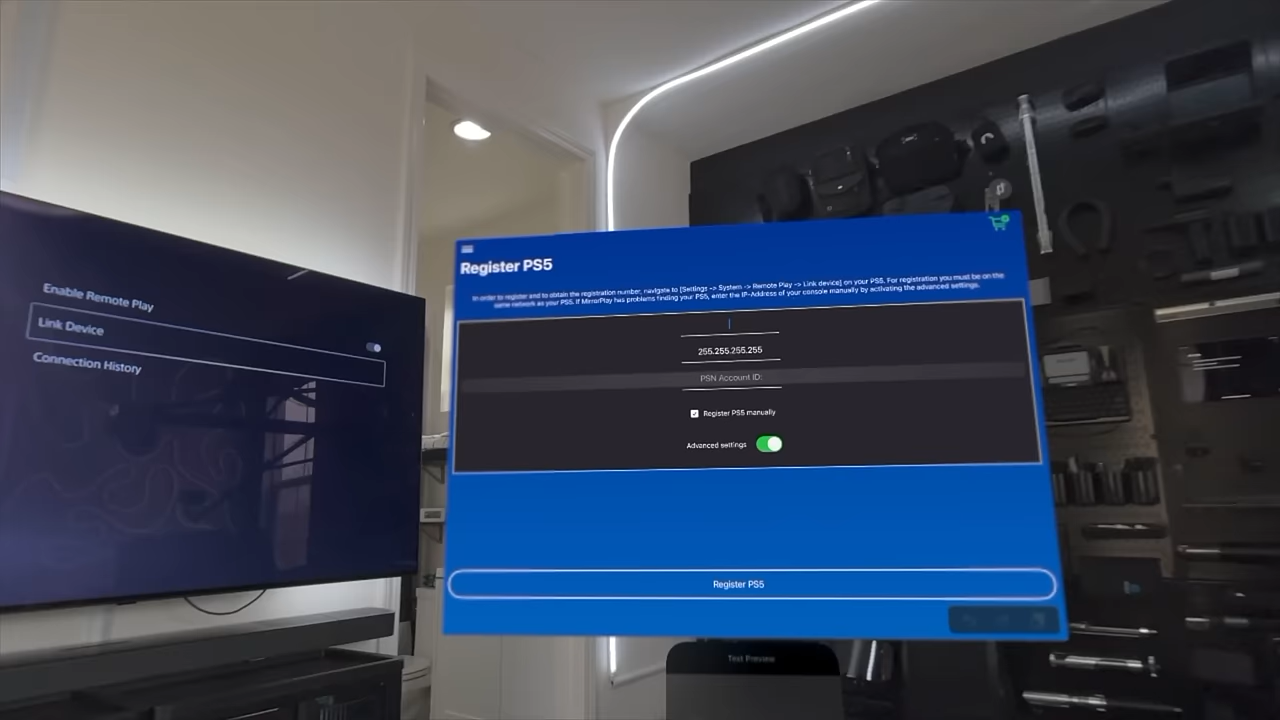 Enable Remote Play
Link Device
Connection History
Register PS5
In order to register and to obtain the registration number, navigate to [Settings -> System -> Remote Play -> Link device] on your PS5. For registration you must be on the
same network as your PS5. If MirrorPlay has problems finding your PS5, enter the IP-Address of your console manually by activating the advanced settings.
255.255.255.255
PSN Account ID:
Register PS5 manually
Advanced settings
Register PS5
Text Preview